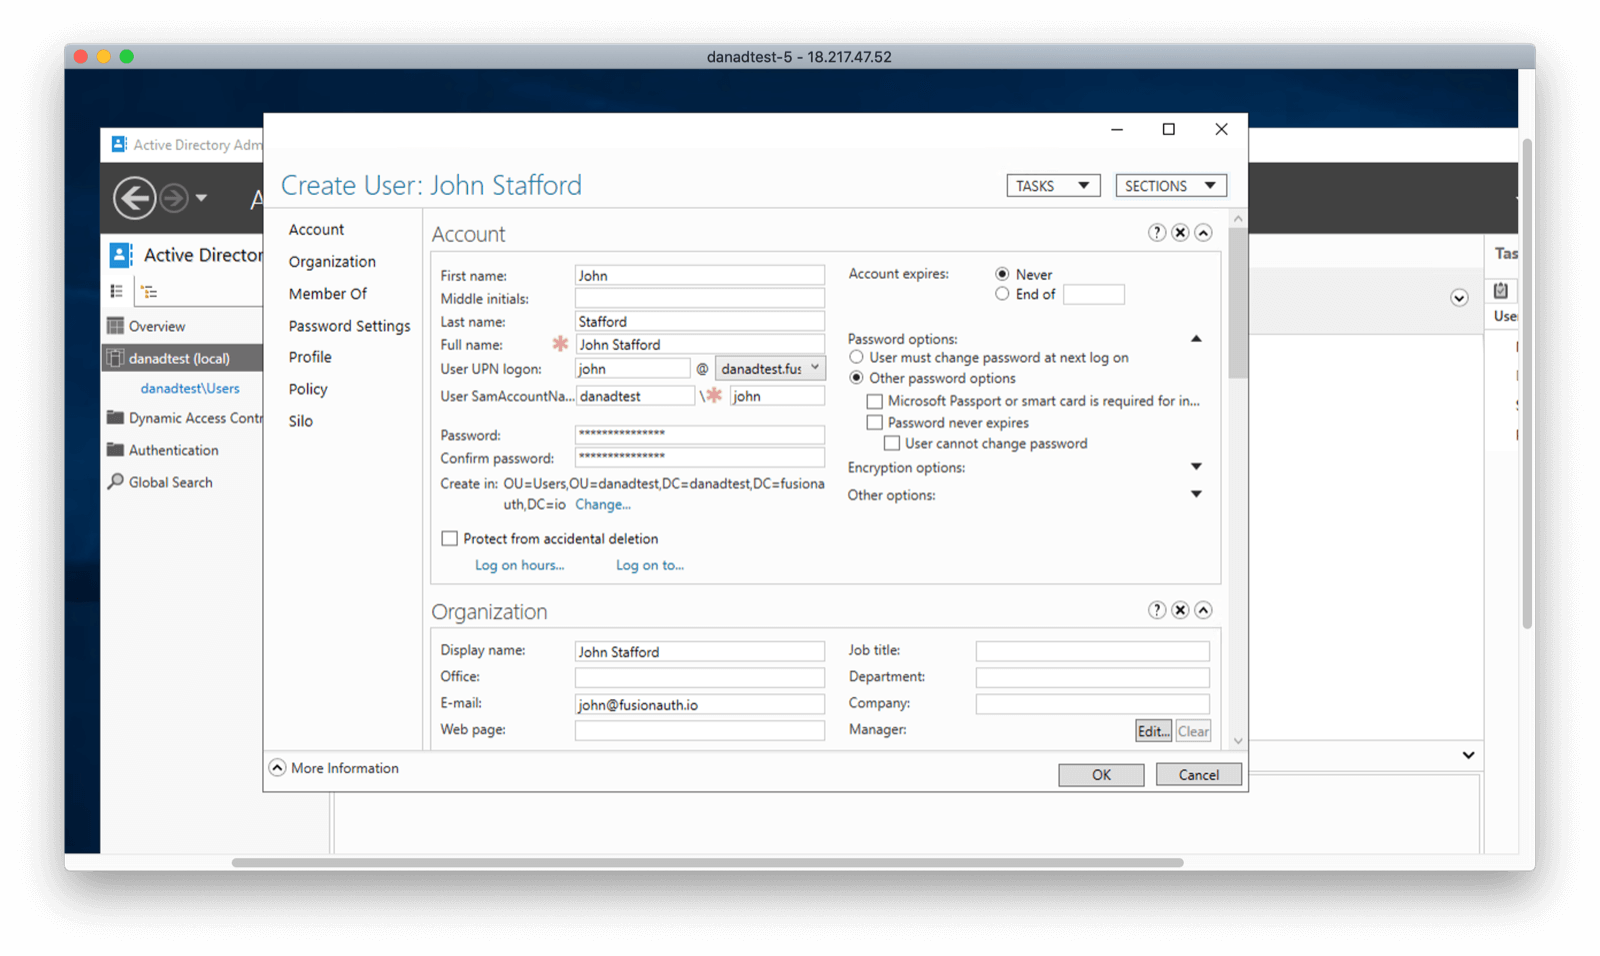 danadtest-5 - 18.217.47.52
Active Directory Adm
A
Create User: John Stafford
TASKS
SECTIONS
Active Director
Overview
danadtest (local)
danadtest\Users
Dynamic Access Contr
Authentication
Global Search
Account
Organization
Member Of
Password Settings
Profile
Policy
Silo
Account
First name: John
Middle initials:
Last name: Stafford
Full name: * John Stafford
User UPN logon: john @ danadtest.fus
User SamAccountNa... danadtest \ * john
Password: ***************
Confirm password: ***************
Create in: OU=Users,OU=danadtest,DC=danadtest,DC=fusiona
uth,DC=io Change...
Protect from accidental deletion
Log on hours... Log on to...
Account expires: Never
End of
Password options:
User must change password at next log on
Other password options
Microsoft Passport or smart card is required for in...
Password never expires
User cannot change password
Encryption options:
Other options:
Organization
Display name: John Stafford
Office:
E-mail: john@fusionauth.io
Web page:
Job title:
Department:
Company:
Manager: Edit... Clear
More Information
OK
Cancel
Tas
Use